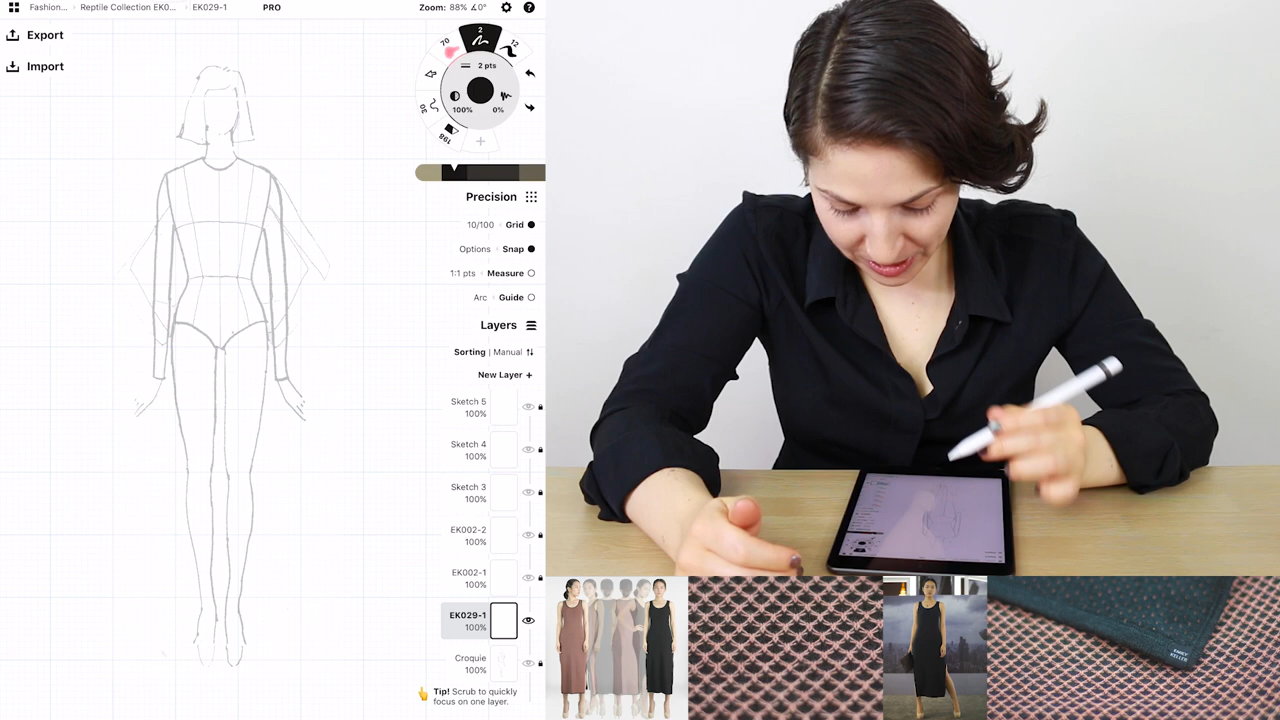 Fashion... › Reptile Collection EK0... › EK029-1 PRO Zoom: 88% ∡0°
Export
Import
2
12
70
2 pts
100%
0%
30
198
Precision
10/100 Grid
Options Snap
1:1 pts Measure
Arc Guide
Layers
Sorting | Manual
New Layer +
Sketch 5
100%
Sketch 4
100%
Sketch 3
100%
EK002-2
100%
EK002-1
100%
EK029-1
100%
Croquie
100%
Tip! Scrub to quickly
focus on one layer.
EMILY
KELLER